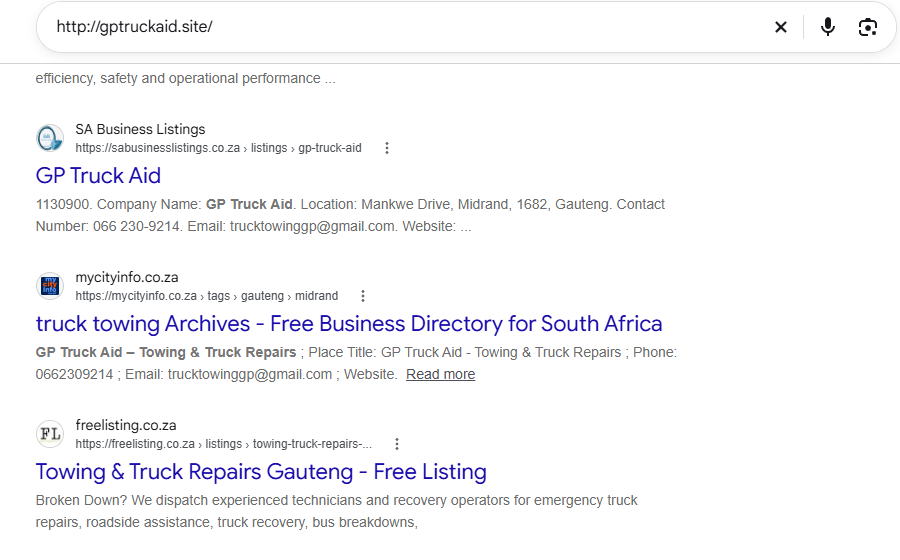 http://gptruckaid.site/
efficiency, safety and operational performance ...
SA Business Listings
https://sabusinesslistings.co.za › listings › gp-truck-aid
GP Truck Aid
1130900. Company Name: GP Truck Aid. Location: Mankwe Drive, Midrand, 1682, Gauteng. Contact
Number: 066 230-9214. Email: trucktowinggp@gmail.com. Website: ...
my
city
info
mycityinfo.co.za
https://mycityinfo.co.za › tags › gauteng › midrand
truck towing Archives - Free Business Directory for South Africa
GP Truck Aid – Towing & Truck Repairs ; Place Title: GP Truck Aid - Towing & Truck Repairs ; Phone:
0662309214 ; Email: trucktowinggp@gmail.com ; Website. Read more
FL
freelisting.co.za
https://freelisting.co.za › listings › towing-truck-repairs-...
Towing & Truck Repairs Gauteng - Free Listing
Broken Down? We dispatch experienced technicians and recovery operators for emergency truck
repairs, roadside assistance, truck recovery, bus breakdowns,